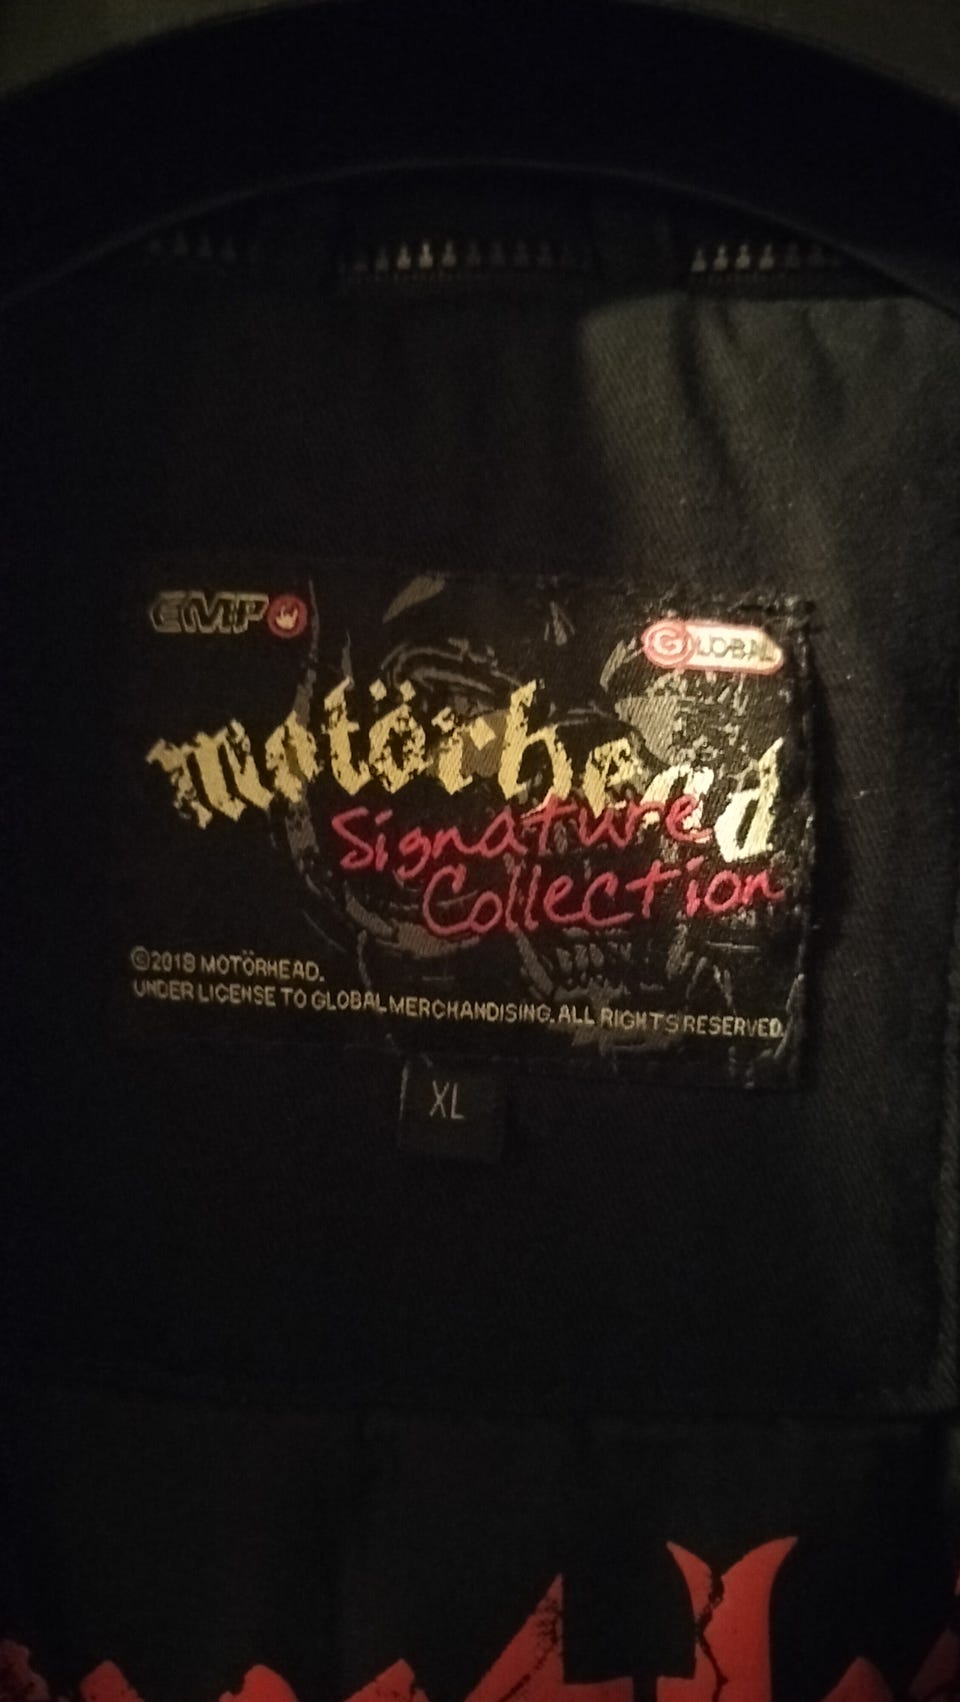 EMP
GLOBAL
motörhead
Signature
Collection
©2018 MOTÖRHEAD.
UNDER LICENSE TO GLOBAL MERCHANDISING. ALL RIGHTS RESERVED.
XL